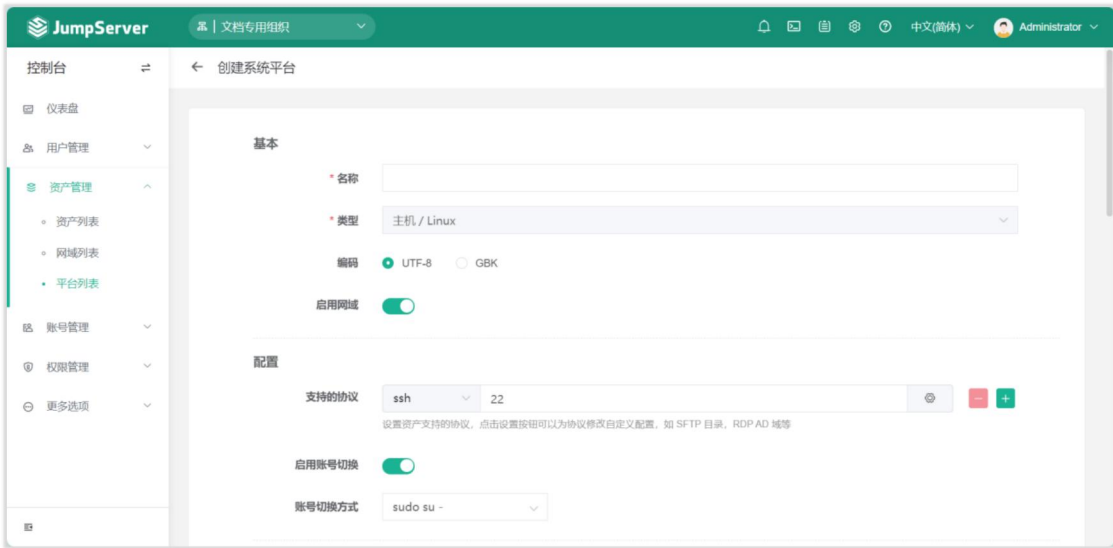 JumpServer 文档专用组织 中文(简体) Administrator
控制台 创建系统平台
仪表盘
用户管理
资产管理
资产列表
网域列表
平台列表
账号管理
权限管理
更多选项
基本
* 名称
* 类型 主机 / Linux
编码 UTF-8 GBK
启用网域
配置
支持的协议 ssh 22
设置资产支持的协议，点击设置按钮可以为协议修改自定义配置，如 SFTP 目录，RDP AD 域等
启用账号切换
账号切换方式 sudo su -